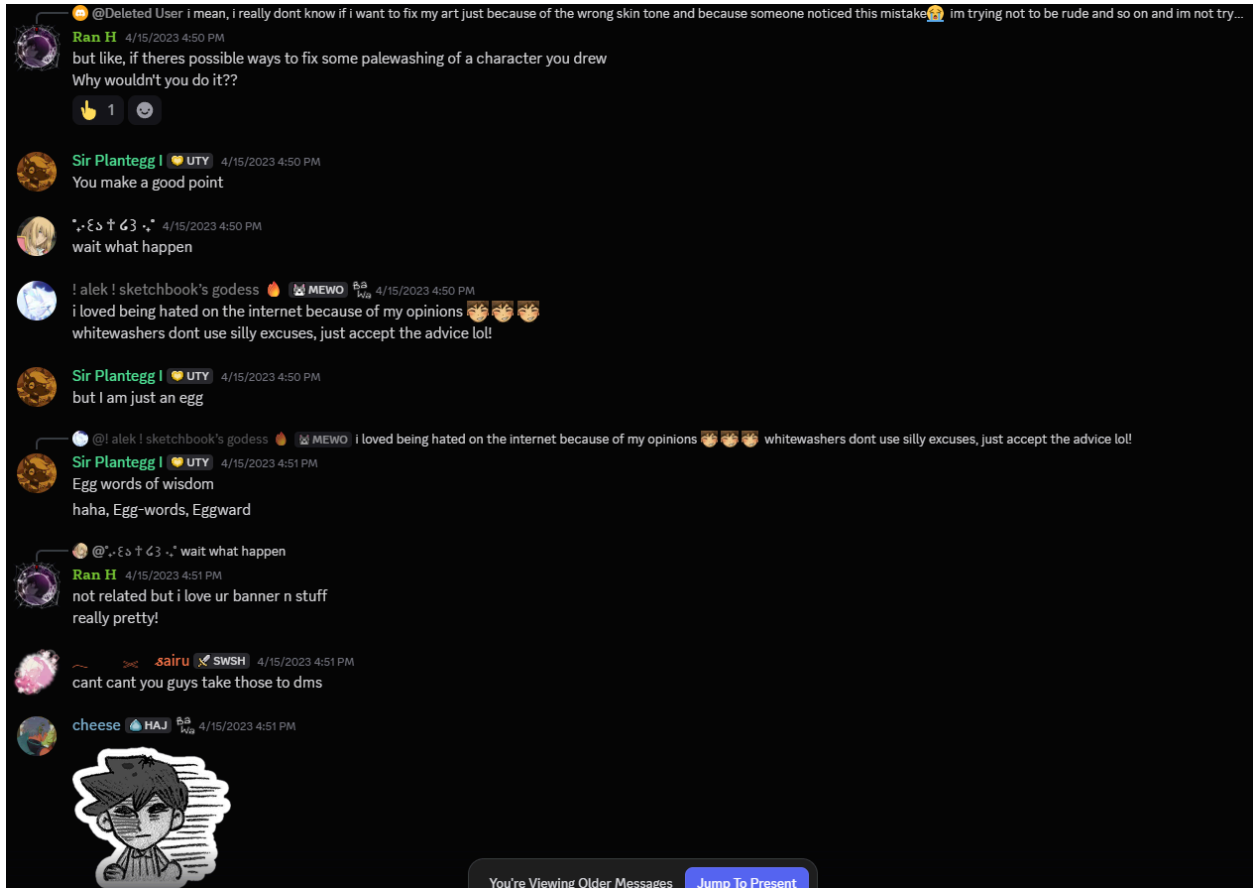 @Deleted User i mean, i really dont know if i want to fix my art just because of the wrong skin tone and because someone noticed this mistake😭 im trying not to be rude and so on and im not try...
Ran H 4/15/2023 4:50 PM
but like, if theres possible ways to fix some palewashing of a character you drew
Why wouldn't you do it??
👆 1
Sir Plantegg I 💛 UTY 4/15/2023 4:50 PM
You make a good point
4/15/2023 4:50 PM
wait what happen
! alek ! sketchbook's godess 🔥 MEWO Ba Wa 4/15/2023 4:50 PM
i loved being hated on the internet because of my opinions
whitewashers dont use silly excuses, just accept the advice lol!
Sir Plantegg I 💛 UTY 4/15/2023 4:50 PM
but I am just an egg
@! alek ! sketchbook's godess 🔥 MEWO i loved being hated on the internet because of my opinions whitewashers dont use silly excuses, just accept the advice lol!
Sir Plantegg I 💛 UTY 4/15/2023 4:51 PM
Egg words of wisdom
haha, Egg-words, Eggward
wait what happen
Ran H 4/15/2023 4:51 PM
not related but i love ur banner n stuff
really pretty!
sairu SWSH 4/15/2023 4:51 PM
cant cant you guys take those to dms
cheese HAJ Ba Wa 4/15/2023 4:51 PM
You're Viewing Older Messages Jump To Present